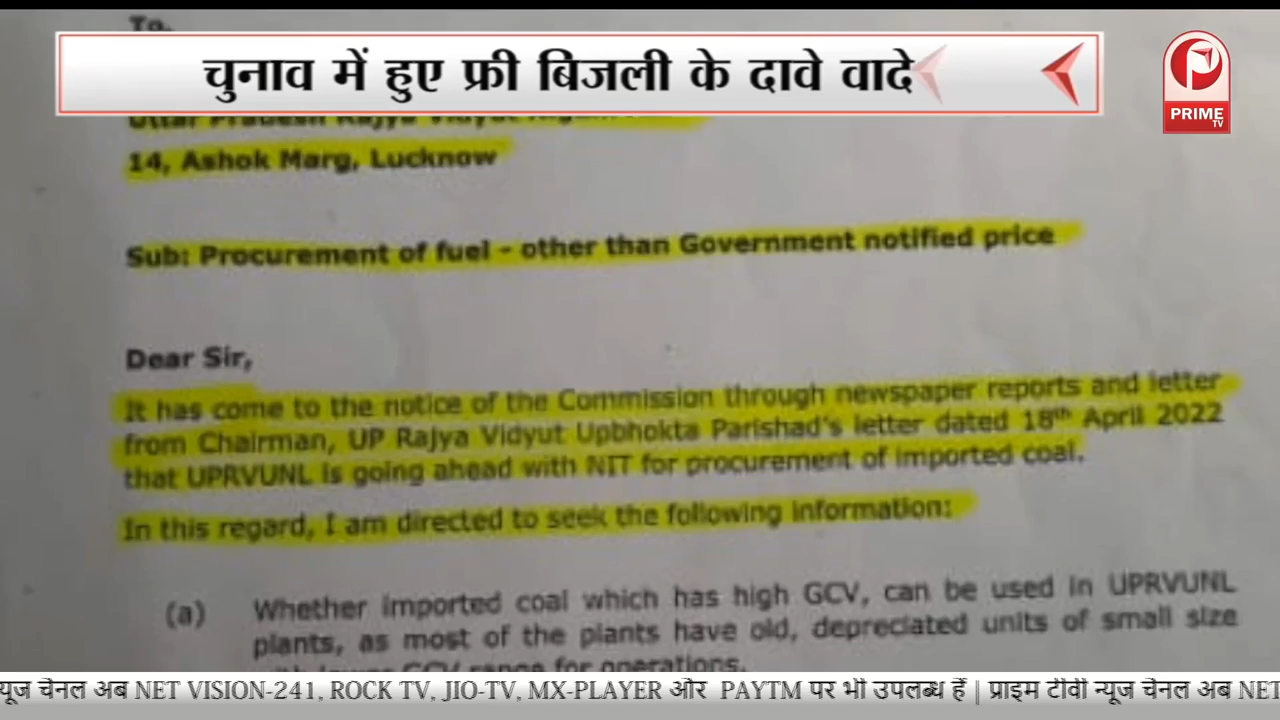 To,
चुनाव में हुए फ्री बिजली के दावे वादे
PRIME
TV
Uttar Pradesh Rajya Vidyut
14, Ashok Marg, Lucknow
Sub: Procurement of fuel - other than Government notified price
Dear Sir,
It has come to the notice of the Commission through newspaper reports and letter
from Chairman, UP Rajya Vidyut Upbhokta Parishad's letter dated 18th April 2022
that UPRVUNL is going ahead with NIT for procurement of imported coal.
In this regard, I am directed to seek the following information:
(a) Whether imported coal which has high GCV, can be used in UPRVUNL
plants, as most of the plants have old, depreciated units of small size
with lower GCV range for operations.
न्यूज चैनल अब NET VISION-241, ROCK TV, JIO-TV, MX-PLAYER और PAYTM पर भी उपलब्ध हैं | प्राइम टीवी न्यूज चैनल अब NET